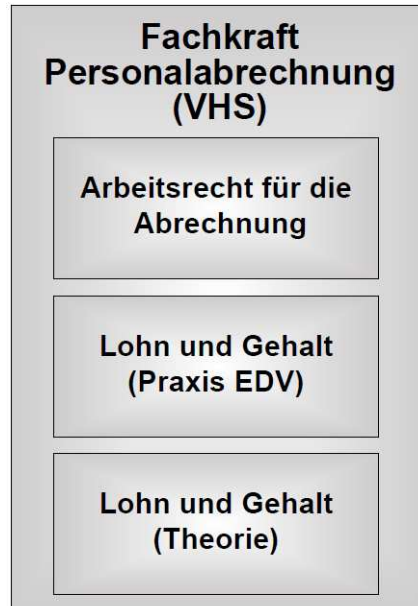 Fachkraft
Personalabrechnung
(VHS)
Arbeitsrecht für die
Abrechnung
Lohn und Gehalt
(Praxis EDV)
Lohn und Gehalt
(Theorie)